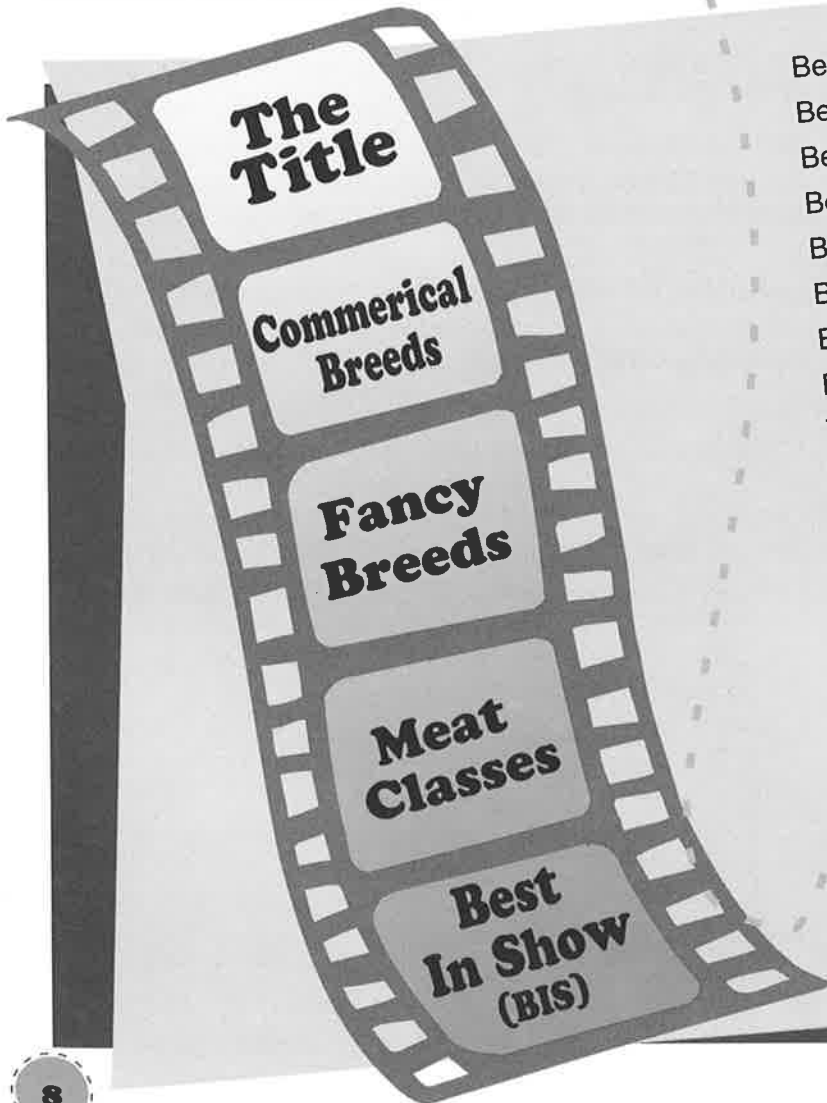 The
Title
Commerical
Breeds
Fancy
Breeds
Meat
Classes
Best
In Show
(BIS)
8